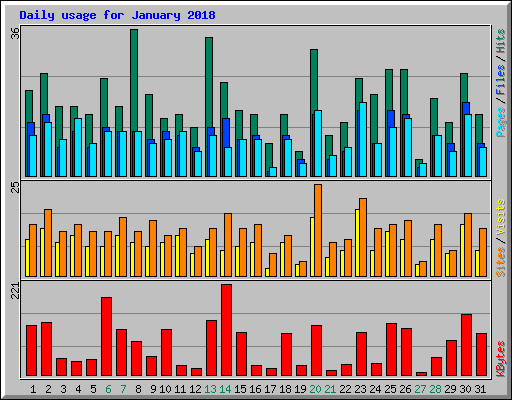 Daily usage for January 2018
36
Pages / Files / Hits
25
Sites / Visits
221
KBytes
1 2 3 4 5 6 7 8 9 10 11 12 13 14 15 16 17 18 19 20 21 22 23 24 25 26 27 28 29 30 31